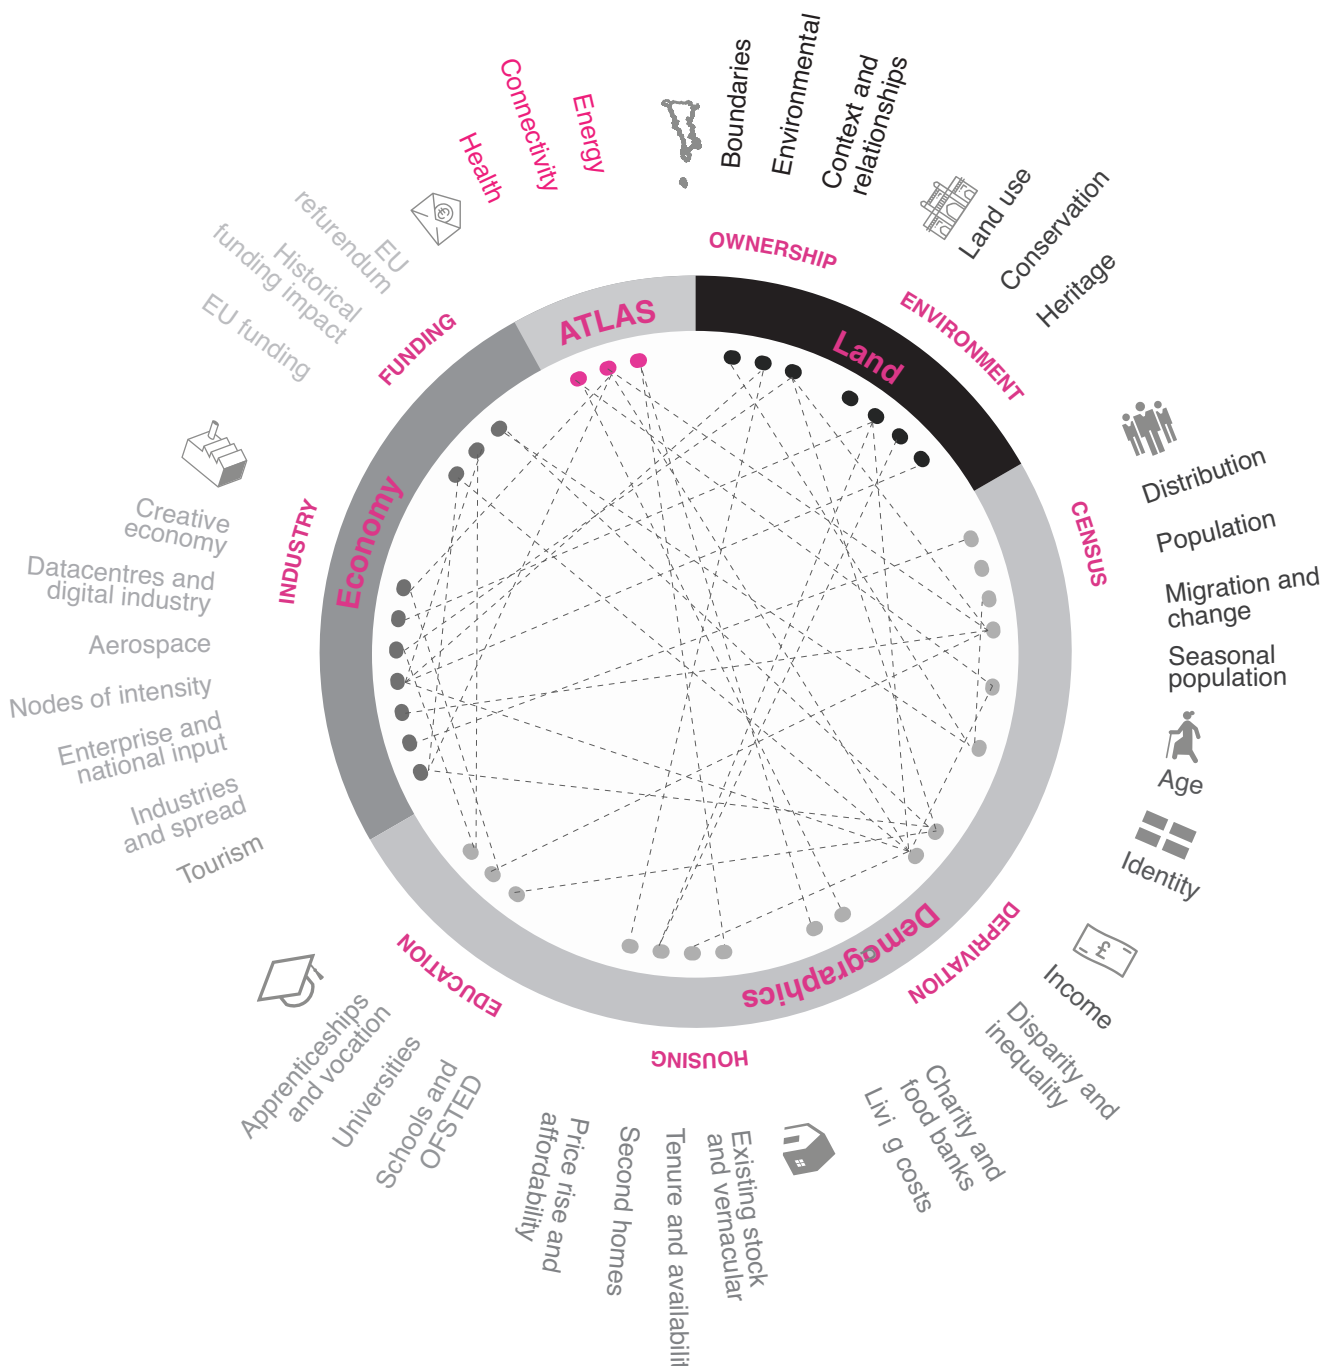 Boundaries
Environmental
Context and
relationships
Land use
Conservation
Heritage
Distribution
Population
Migration and
change
Seasonal
population
Age
Identity
£
Income
Disparity and
inequality
Charity and
food banks
Livi g costs
Existing stock
and vernacular
Tenure and availabilit
Second homes
Price rise and
affordability
Schools and
OFSTED
Universities
Apprenticeships
and vocation
Tourism
Industries
and spread
Enterprise and
national input
Nodes of intensity
Aerospace
Datacentres and
digital industry
Creative
economy
EU funding
Historical
funding impact
EU
refurendum
Health
Connectivity
Energy
OWNERSHIP
ENVIRONMENT
CENSUS
DEPRIVATION
HOUSING
EDUCATION
INDUSTRY
FUNDING
ATLAS
Land
Demographics
Economy